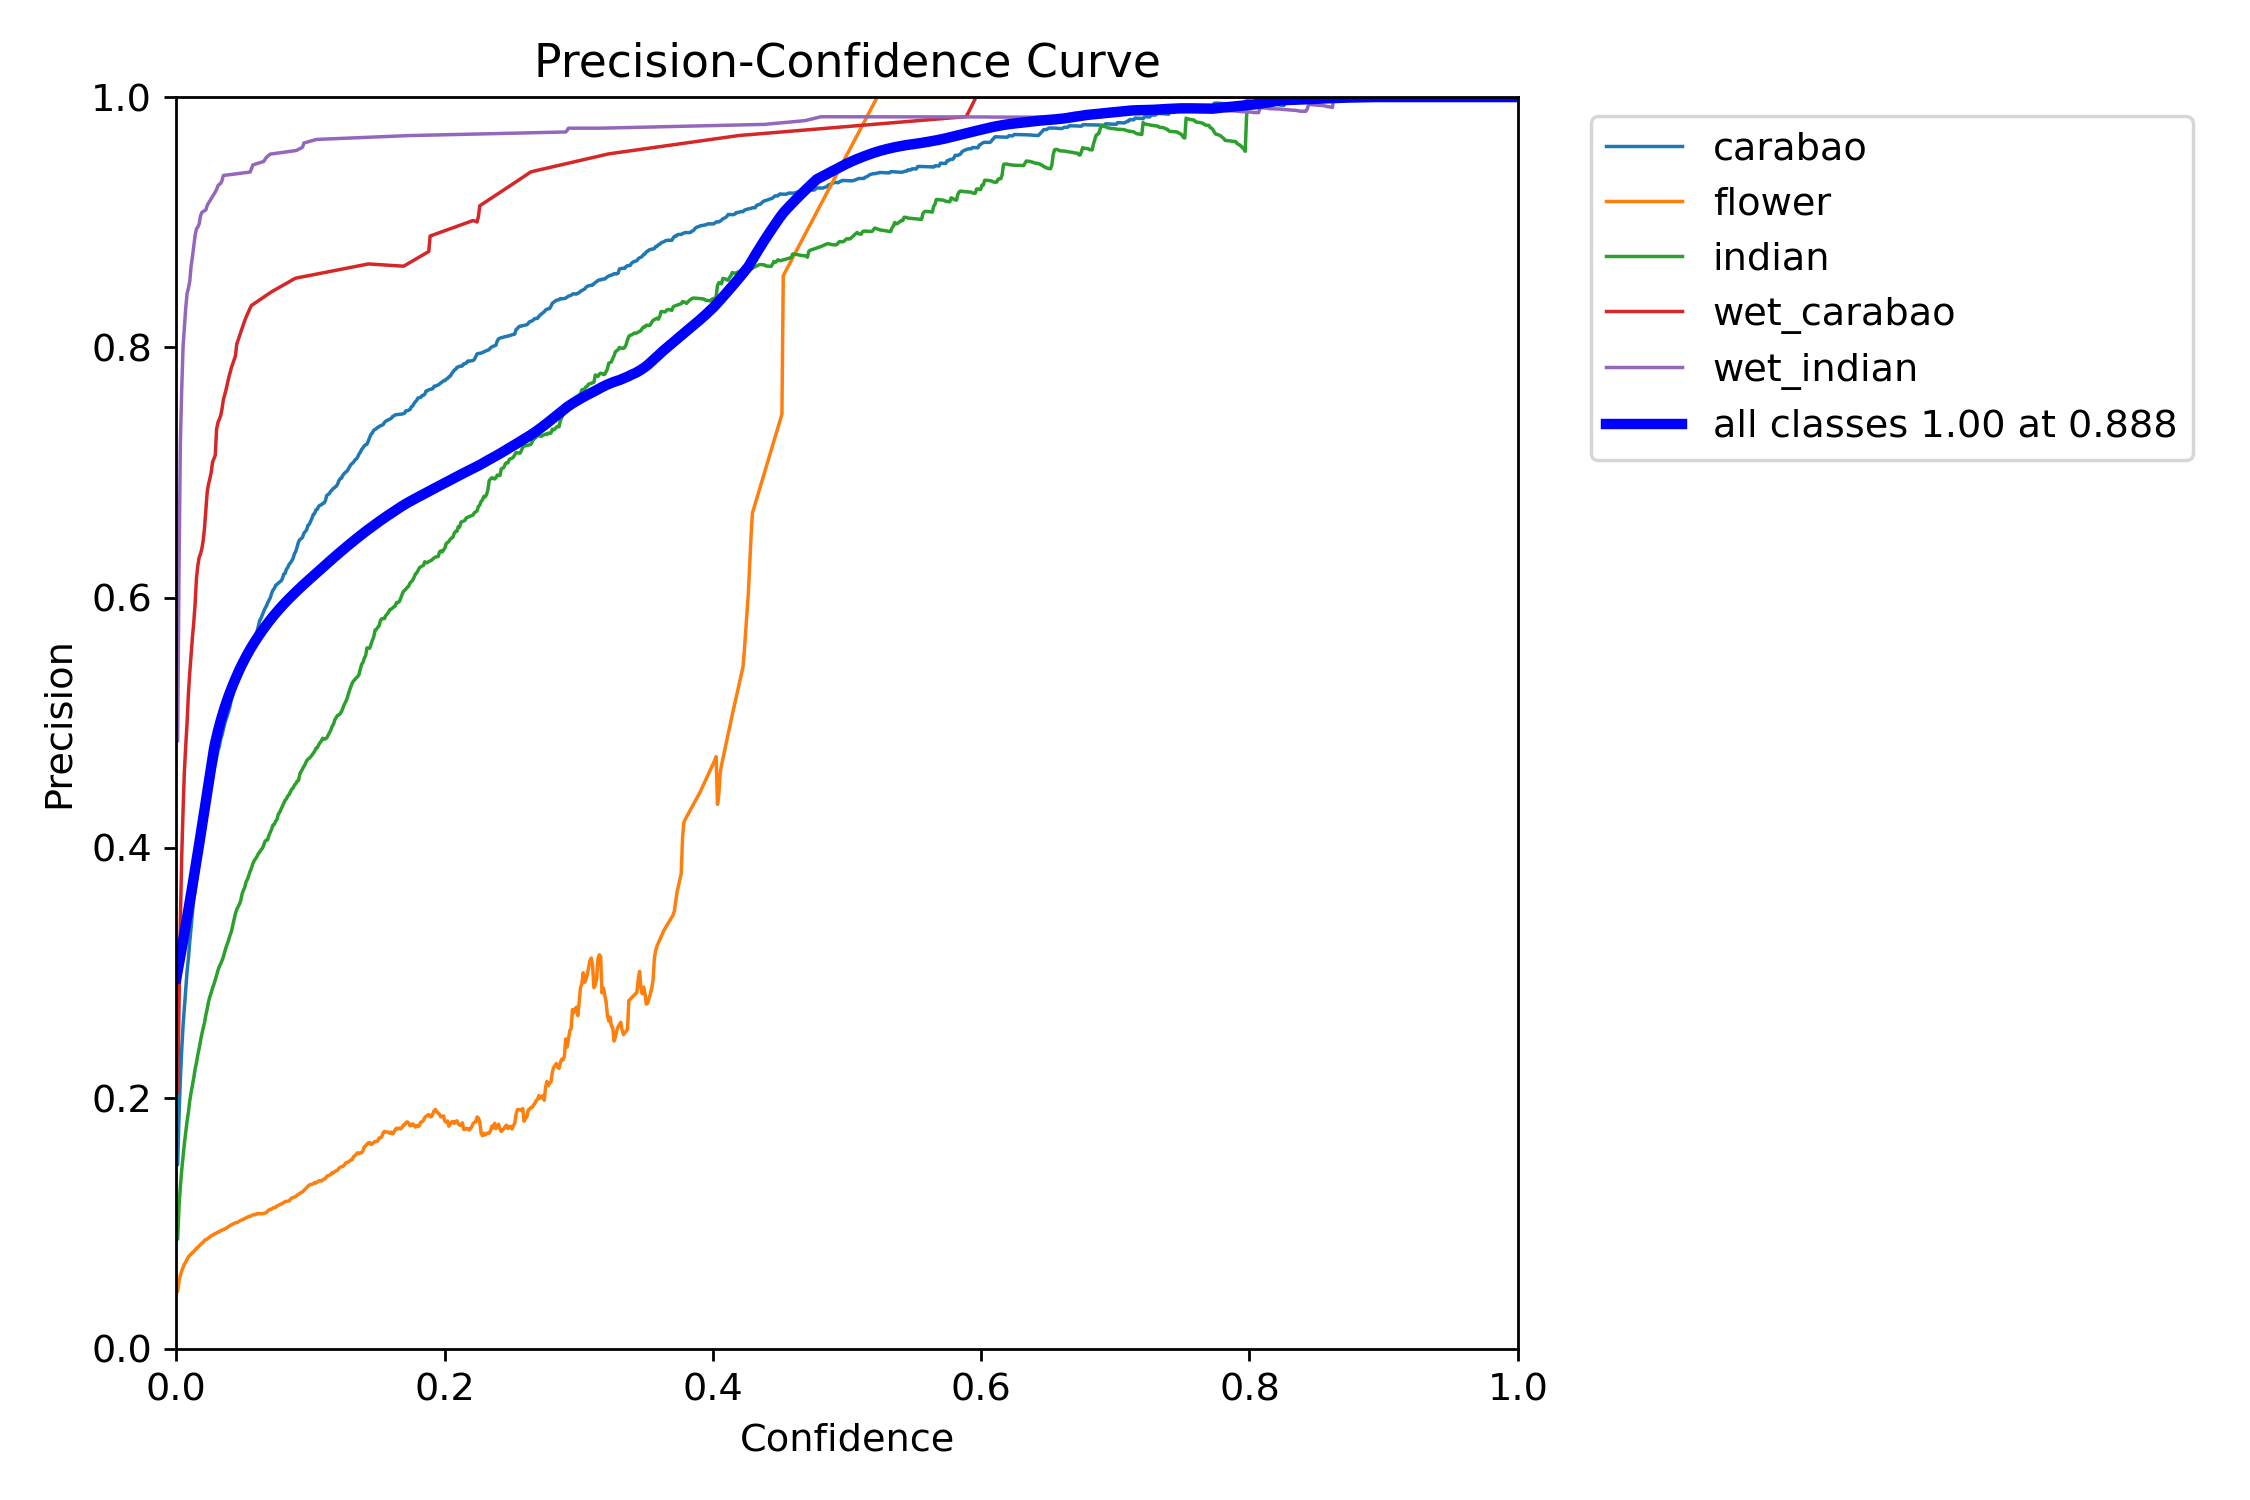 Precision-Confidence Curve
1.0
0.8
0.6
0.4
0.2
0.0
Precision
0.0 0.2 0.4 0.6 0.8 1.0
Confidence
carabao
flower
indian
wet_carabao
wet_indian
all classes 1.00 at 0.888